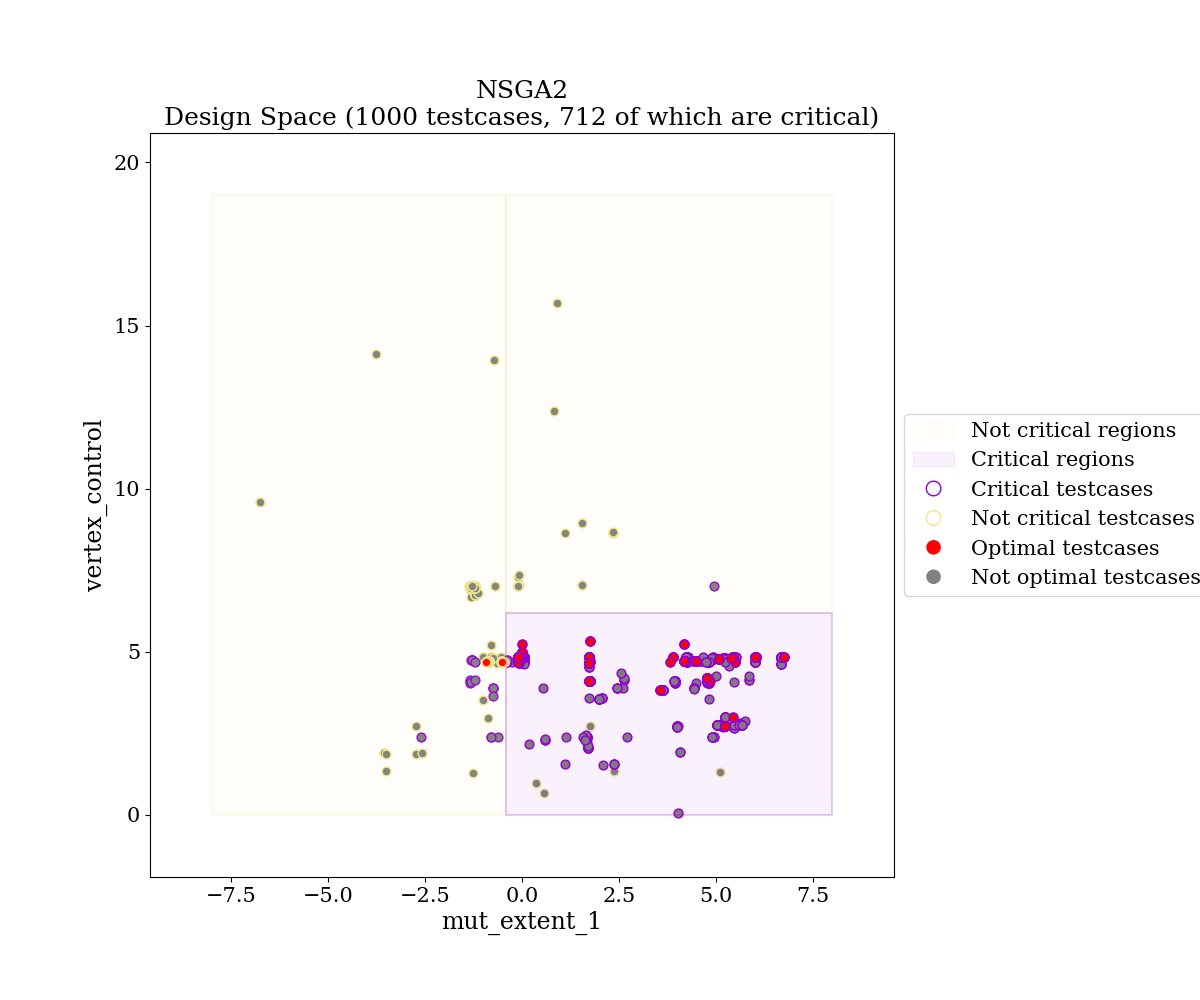 NSGA2
Design Space (1000 testcases, 712 of which are critical)
20
15
10
5
0
vertex_control
−7.5
−5.0
−2.5
0.0
2.5
5.0
7.5
mut_extent_1
Not critical regions
Critical regions
Critical testcases
Not critical testcases
Optimal testcases
Not optimal testcases